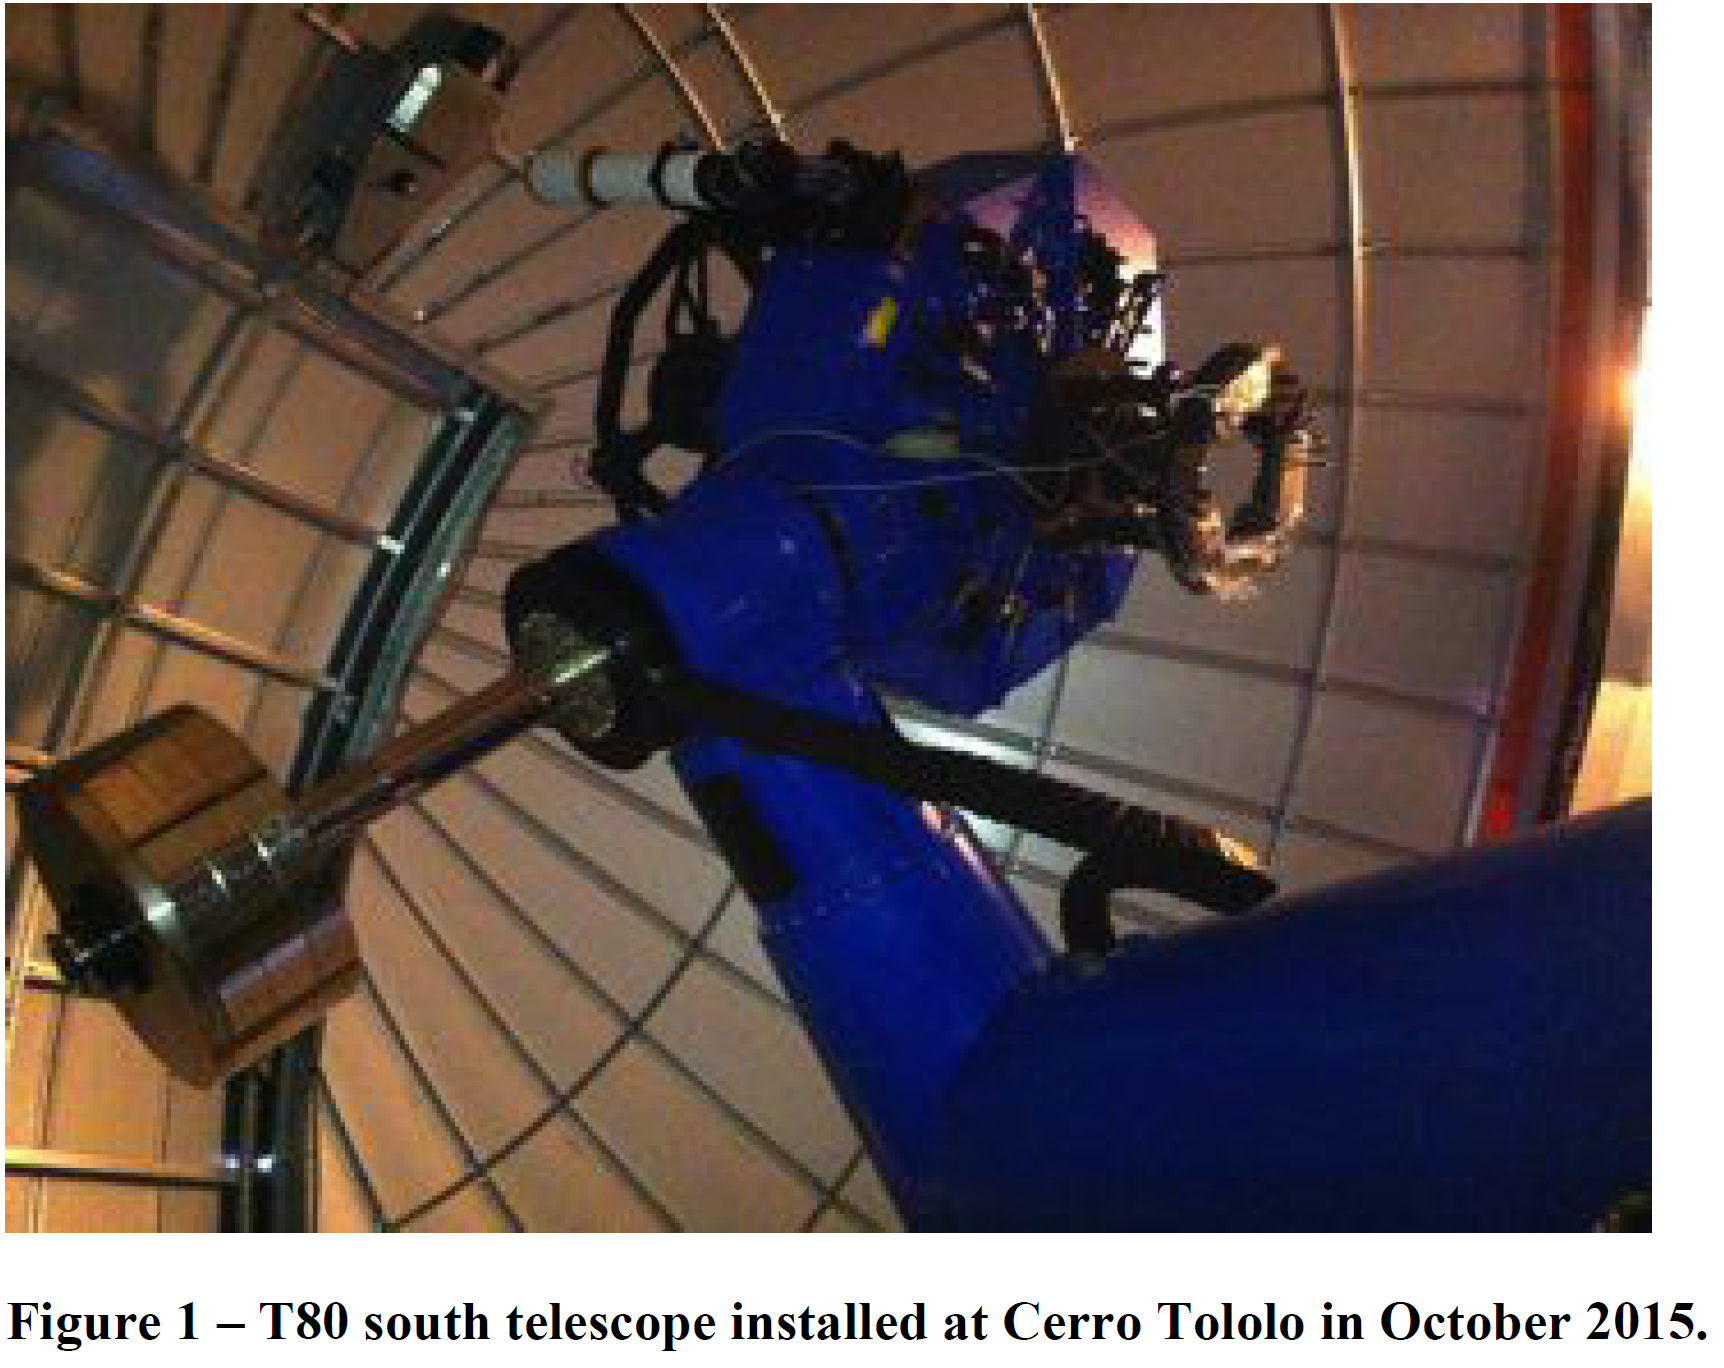 Figure 1 – T80 south telescope installed at Cerro Tololo in October 2015.